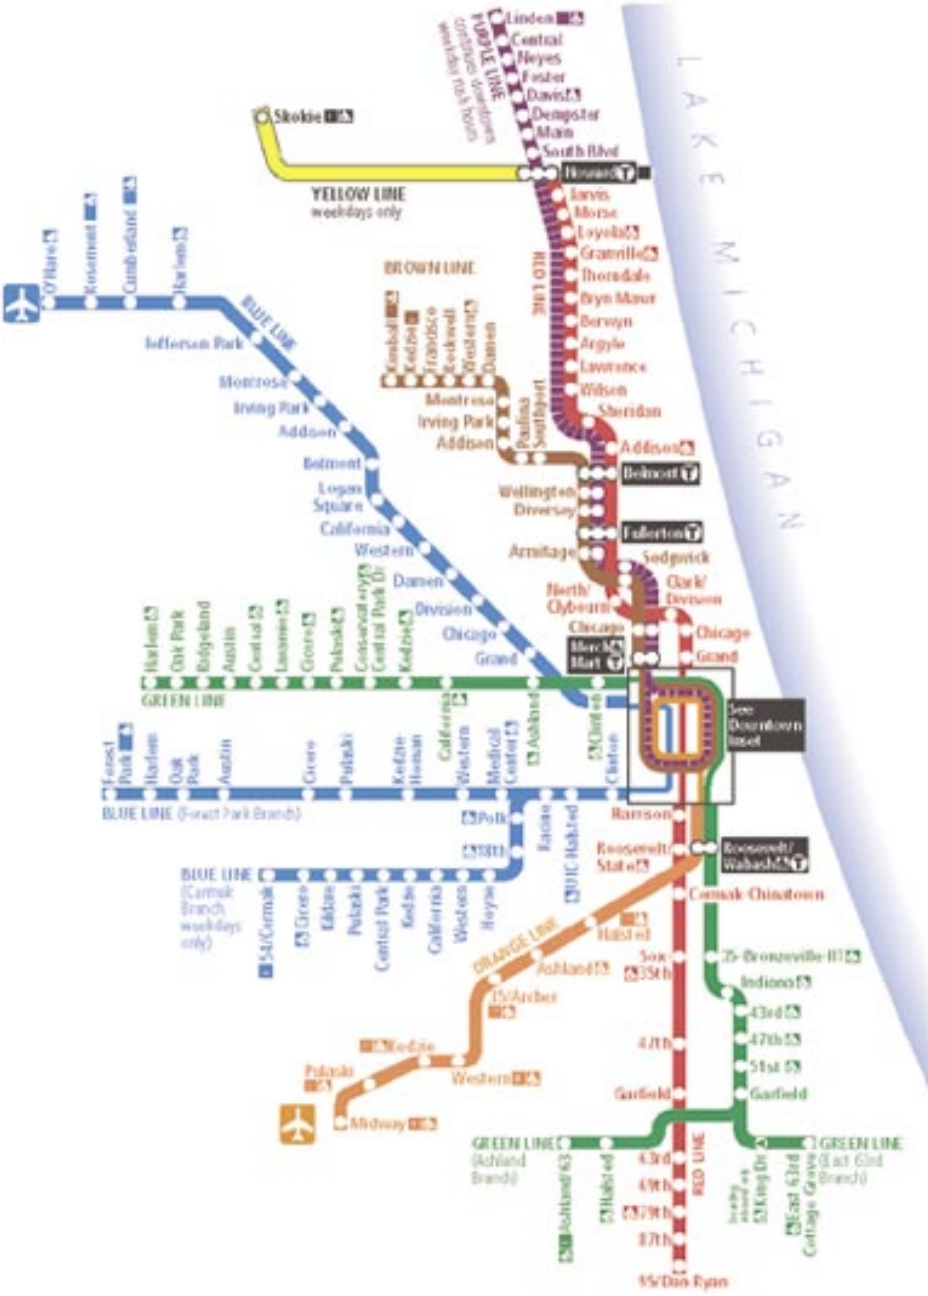 Linden
Central
Noyes
Foster
Davis
Dempster
Main
South Blvd
PURPLE LINE
continues downtown
weekday rush hours
LAKE MICHIGAN
Skokie
Howard
YELLOW LINE
weekdays only
Jarvis
Morse
Loyola
Granville
Thorndale
Bryn Mawr
Berwyn
Argyle
Lawrence
Wilson
Sheridan
Addison
RED LINE
Belmont
Fullerton
O'Hare
Rosemont
Cumberland
Harlem
BLUE LINE
Jefferson Park
Montrose
Irving Park
Addison
Belmont
Logan
Square
California
Western
Damen
Division
Chicago
Grand
BROWN LINE
Kimball
Kedzie
Francisco
Rockwell
Western
Damen
Montrose
Irving Park
Addison
Paulina
Southport
Wellington
Diversey
Armitage
Sedgwick
North/
Clybourn
Clark/
Division
Chicago
Chicago
Merch
Mart
Grand
Harlem
Oak Park
Ridgeland
Austin
Central
Laramie
Cicero
Pulaski
Conservatory
Central Park Dr
Kedzie
GREEN LINE
California
Ashland
Clinton
See
Downtown
Inset
Forest
Park
Harlem
Oak
Park
Austin
Cicero
Pulaski
Kedzie
Homan
Western
Medical
Center
Clinton
BLUE LINE (Forest Park Branch)
Polk
18th
Racine
UIC-Halsted
BLUE LINE
(Cermak
Branch,
weekdays
only)
54/Cermak
Cicero
Kildare
Pulaski
Central Park
Kedzie
California
Western
Hoyne
Harrison
Roosevelt/
State
Roosevelt/
Wabash
Cermak-Chinatown
ORANGE LINE
Halsted
Ashland
35/Archer
Kedzie
Western
Pulaski
Midway
Sox
35th
47th
Garfield
63rd
69th
79th
87th
95/Dan Ryan
RED LINE
35-Bronzeville-IIT
Indiana
43rd
47th
51st
Garfield
GREEN LINE
(Ashland
Branch)
Ashland/63
Halsted
King Dr
East 63rd
Cottage Grove
GREEN LINE
(East 63rd
Branch)